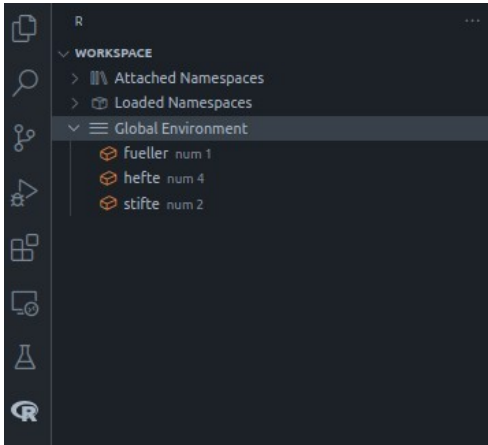 R
WORKSPACE
Attached Namespaces
Loaded Namespaces
Global Environment
fueller num 1
hefte num 4
stifte num 2
R